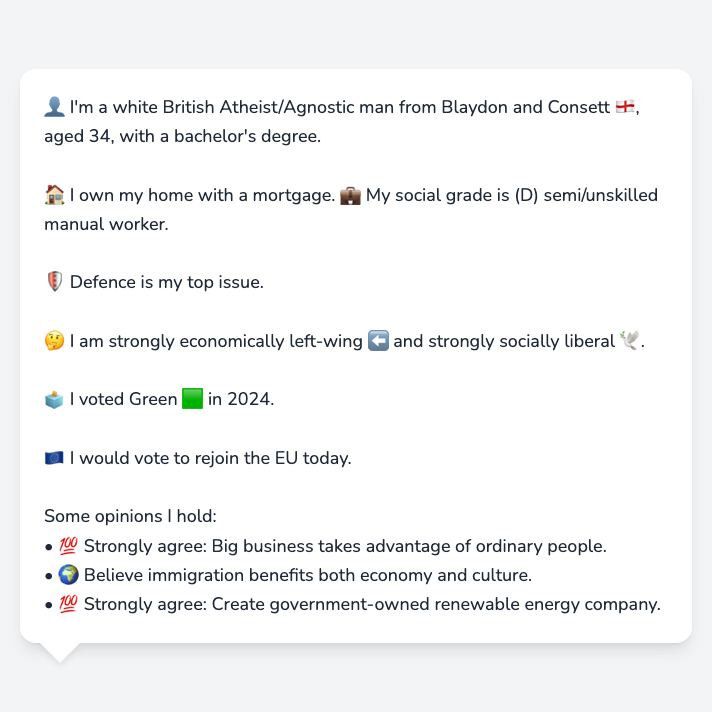 👤 I'm a white British Atheist/Agnostic man from Blaydon and Consett 🏴󠁧󠁢󠁥󠁮󠁧󠁿,
aged 34, with a bachelor's degree.
🏠 I own my home with a mortgage. 💼 My social grade is (D) semi/unskilled
manual worker.
🛡️ Defence is my top issue.
🤔 I am strongly economically left-wing ⬅️ and strongly socially liberal 🕊️.
🗳️ I voted Green 🟩 in 2024.
🇪🇺 I would vote to rejoin the EU today.
Some opinions I hold:
• 💯 Strongly agree: Big business takes advantage of ordinary people.
• 🌍 Believe immigration benefits both economy and culture.
• 💯 Strongly agree: Create government-owned renewable energy company.